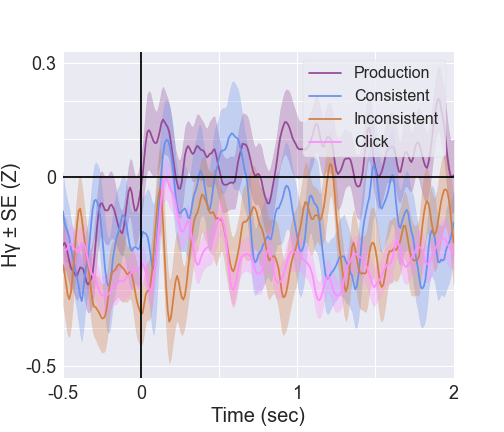 0.3
0
-0.5
Hγ ± SE (Z)
Production
Consistent
Inconsistent
Click
-0.5
0
1
2
Time (sec)